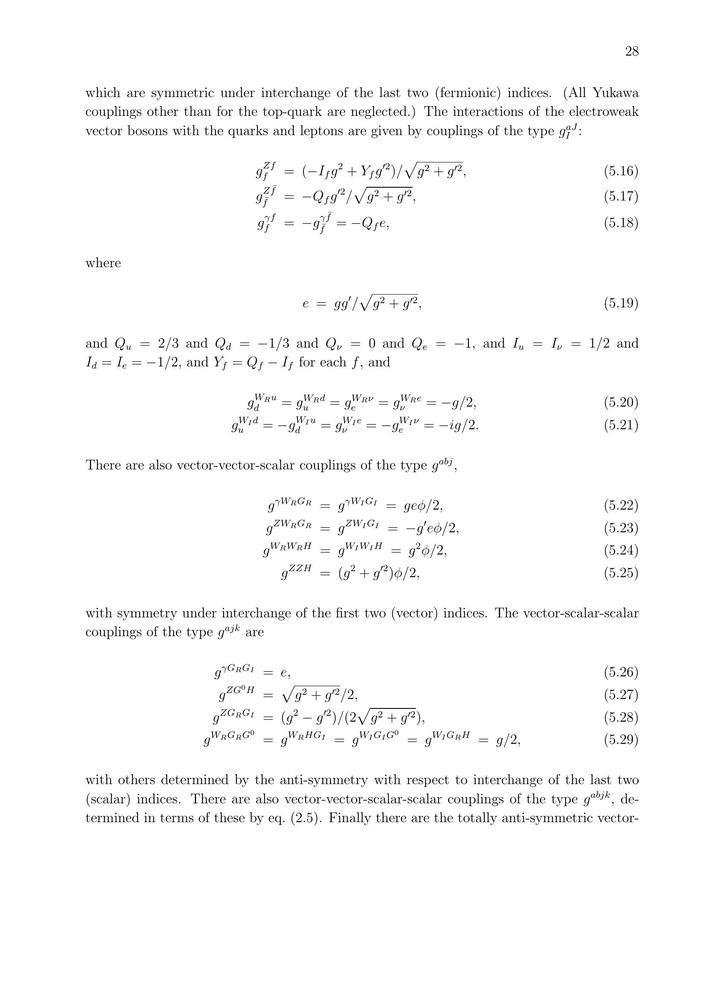 28
which are symmetric under interchange of the last two (fermionic) indices. (All Yukawa
couplings other than for the top-quark are neglected.) The interactions of the electroweak
vector bosons with the quarks and leptons are given by couplings of the type $g_I^{aJ}$:
$g_f^{Zf} = (-I_f g^2 + Y_f g'^2)/\sqrt{g^2 + g'^2},$ (5.16)
$g_{\bar{f}}^{Z\bar{f}} = -Q_f g'^2/\sqrt{g^2 + g'^2},$ (5.17)
$g_f^{\gamma f} = -g_{\bar{f}}^{\gamma \bar{f}} = -Q_f e,$ (5.18)
where
$e = gg'/\sqrt{g^2 + g'^2},$ (5.19)
and $Q_u = 2/3$ and $Q_d = -1/3$ and $Q_\nu = 0$ and $Q_e = -1$, and $I_u = I_\nu = 1/2$ and
$I_d = I_e = -1/2$, and $Y_f = Q_f - I_f$ for each $f$, and
$g_d^{W_R u} = g_u^{W_R d} = g_e^{W_R \nu} = g_\nu^{W_R e} = -g/2,$ (5.20)
$g_u^{W_I d} = -g_d^{W_I u} = g_\nu^{W_I e} = -g_e^{W_I \nu} = -ig/2.$ (5.21)
There are also vector-vector-scalar couplings of the type $g^{abj}$,
$g^{\gamma W_R G_R} = g^{\gamma W_I G_I} = ge\phi/2,$ (5.22)
$g^{Z W_R G_R} = g^{Z W_I G_I} = -g'e\phi/2,$ (5.23)
$g^{W_R W_R H} = g^{W_I W_I H} = g^2\phi/2,$ (5.24)
$g^{ZZH} = (g^2 + g'^2)\phi/2,$ (5.25)
with symmetry under interchange of the first two (vector) indices. The vector-scalar-scalar
couplings of the type $g^{ajk}$ are
$g^{\gamma G_R G_I} = e,$ (5.26)
$g^{Z G^0 H} = \sqrt{g^2 + g'^2}/2,$ (5.27)
$g^{Z G_R G_I} = (g^2 - g'^2)/(2\sqrt{g^2 + g'^2}),$ (5.28)
$g^{W_R G_R G^0} = g^{W_R H G_I} = g^{W_I G_I G^0} = g^{W_I G_R H} = g/2,$ (5.29)
with others determined by the anti-symmetry with respect to interchange of the last two
(scalar) indices. There are also vector-vector-scalar-scalar couplings of the type $g^{abjk}$, de-
termined in terms of these by eq. (2.5). Finally there are the totally anti-symmetric vector-